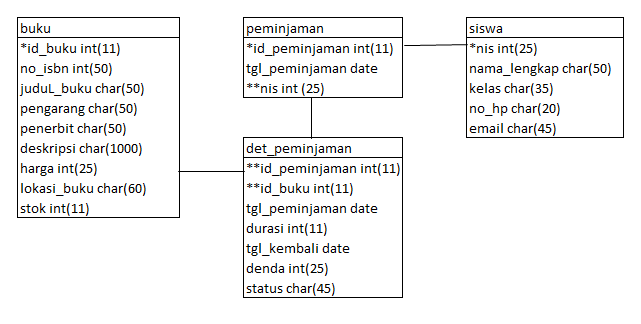 buku
*id_buku int(11)
no_isbn int(50)
juduL_buku char(50)
pengarang char(50)
penerbit char(50)
deskripsi char(1000)
harga int(25)
lokasi_buku char(60)
stok int(11)
peminjaman
*id_peminjaman int(11)
tgl_peminjaman date
**nis int (25)
siswa
*nis int(25)
nama_lengkap char(50)
kelas char(35)
no_hp char(20)
email char(45)
det_peminjaman
**id_peminjaman int(11)
**id_buku int(11)
tgl_peminjaman date
durasi int(11)
tgl_kembali date
denda int(25)
status char(45)